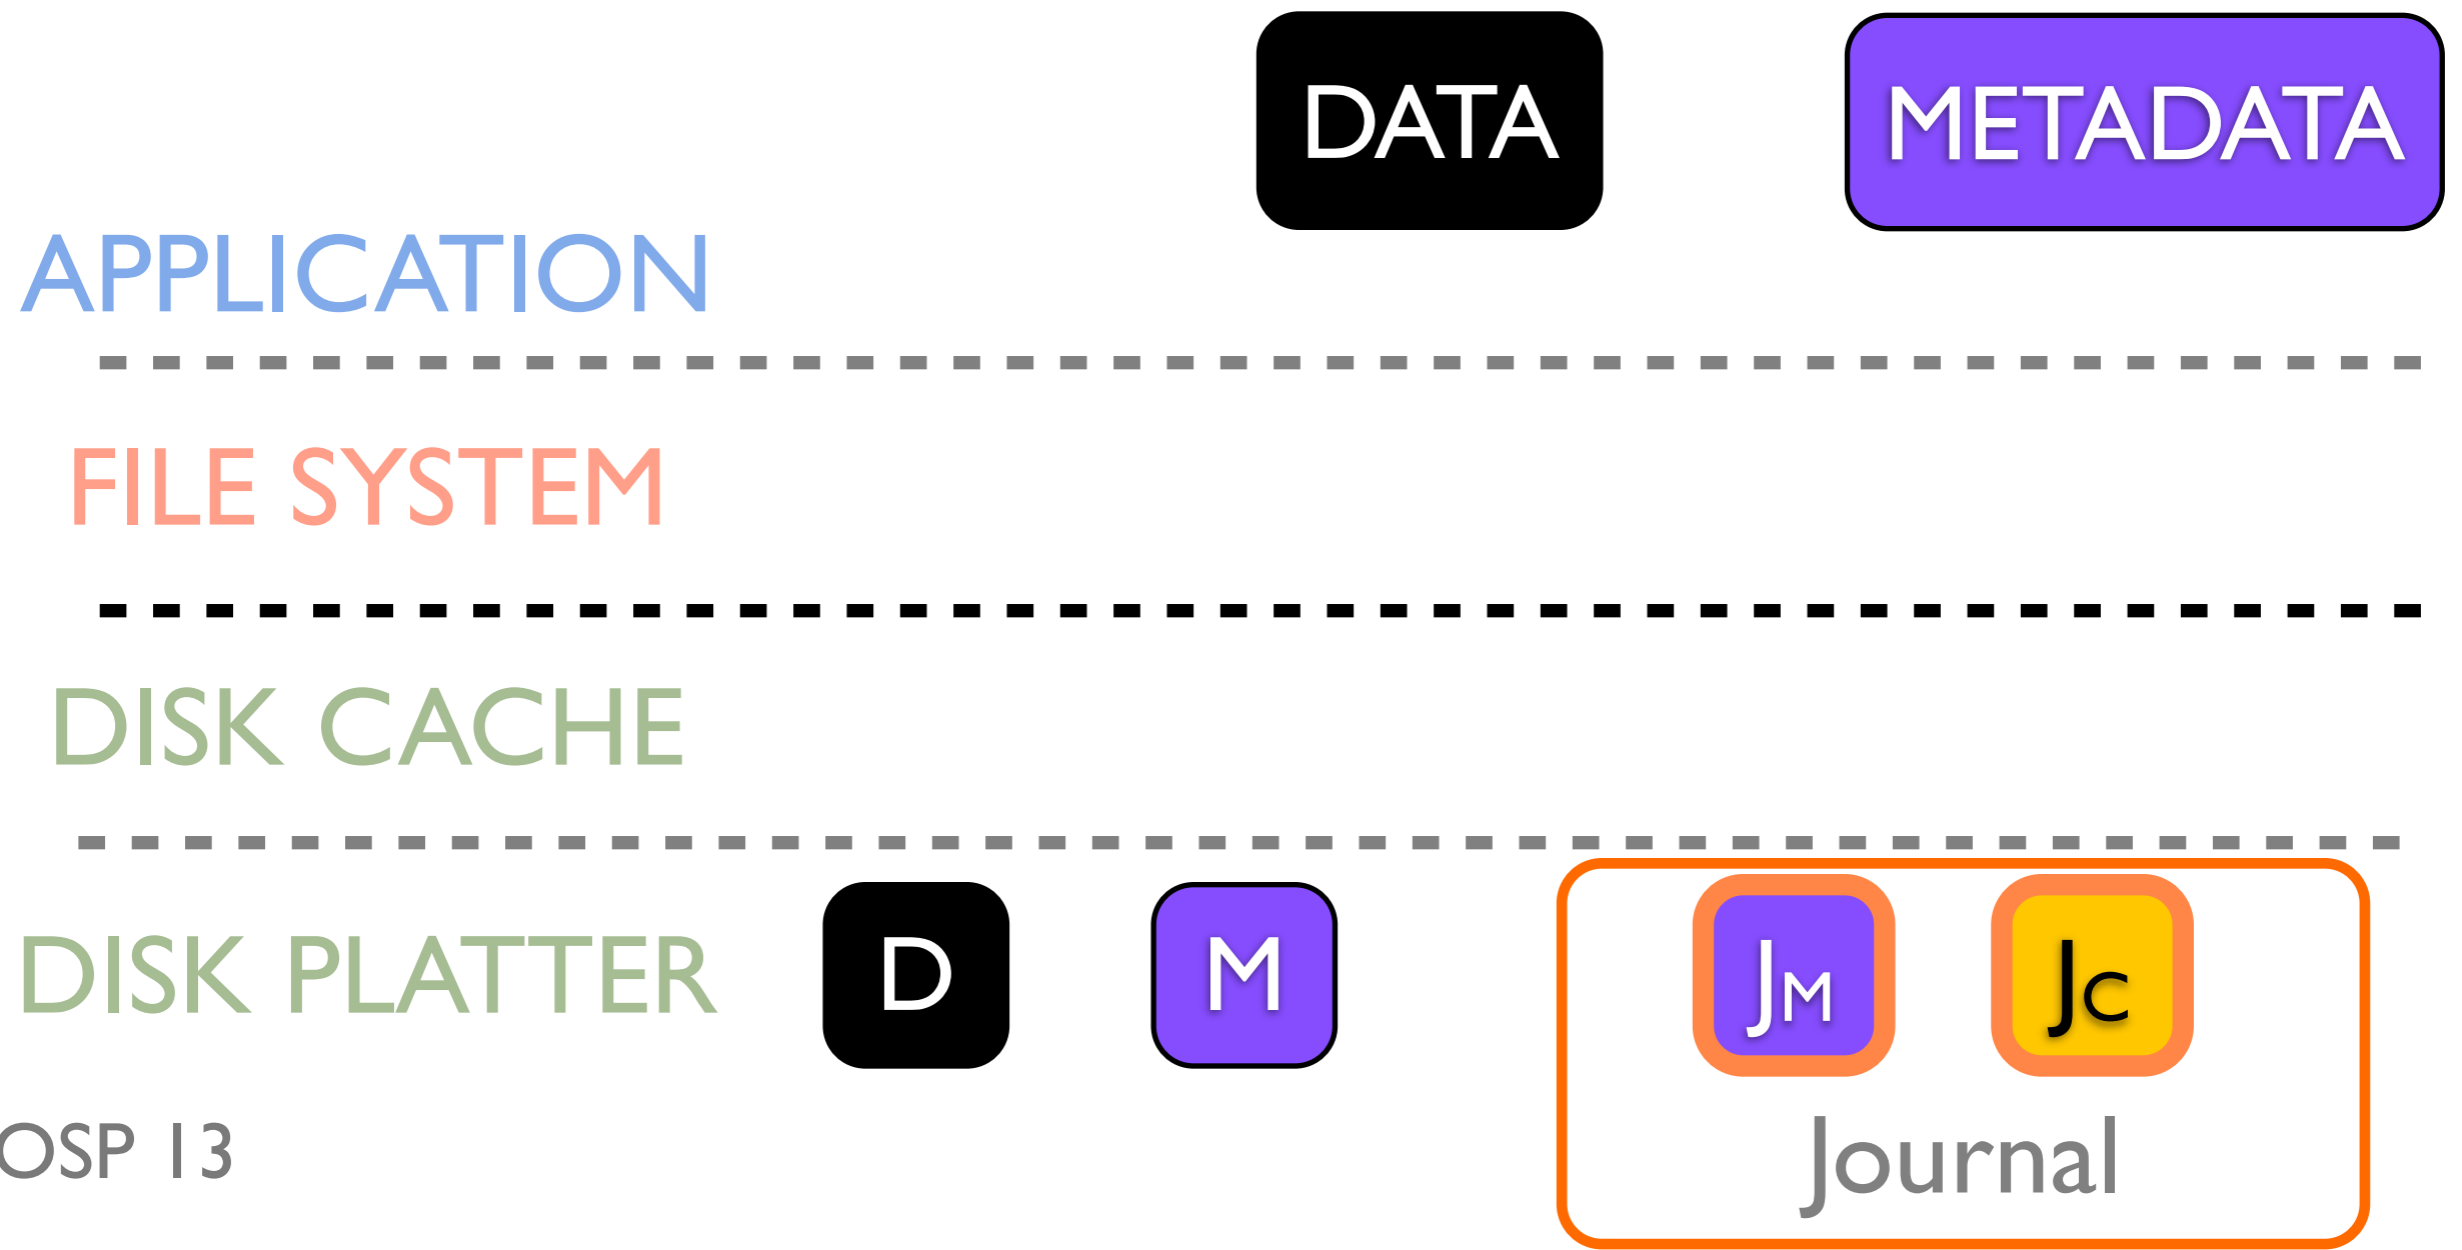 DATA METADATA
APPLICATION
FILE SYSTEM
DISK CACHE
DISK PLATTER D M JM JC
OSP 13 Journal